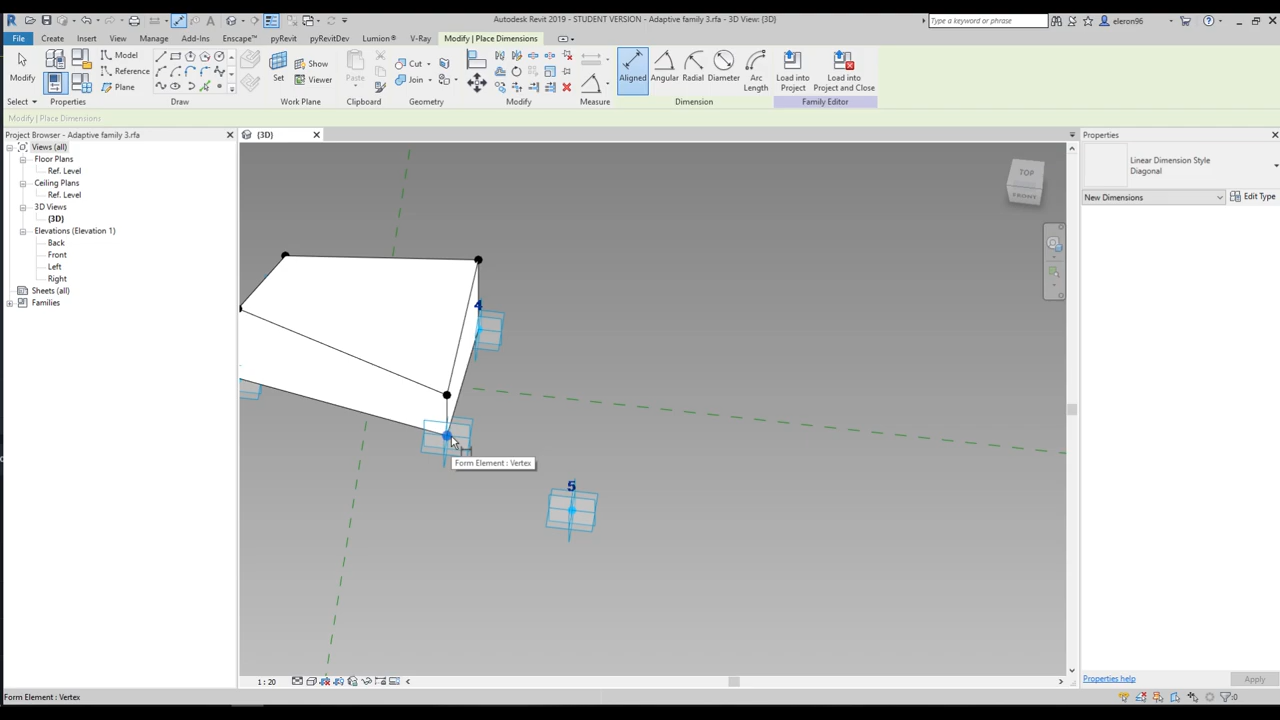 Autodesk Revit 2019 - STUDENT VERSION - Adaptive family 3.rfa - 3D View: {3D}
Type a keyword or phrase
eleron96
File Create Insert View Manage Add-Ins Enscape™ pyRevit pyRevitDev Lumion® V-Ray Modify | Place Dimensions
Modify
Model
Reference
Plane
Set
Show
Viewer
Paste
Cut
Join
Aligned
Angular
Radial
Diameter
Arc
Length
Load into
Project
Load into
Project and Close
Select Properties Draw Work Plane Clipboard Geometry Modify Measure Dimension Family Editor
Modify | Place Dimensions
Project Browser - Adaptive family 3.rfa
{3D}
Properties
Views (all)
Floor Plans
Ref. Level
Ceiling Plans
Ref. Level
3D Views
{3D}
Elevations (Elevation 1)
Back
Front
Left
Right
Sheets (all)
Families
TOP
FRONT
Linear Dimension Style
Diagonal
New Dimensions
Edit Type
4
Form Element : Vertex
5
1 : 20
Properties help
Apply
Form Element : Vertex
:0